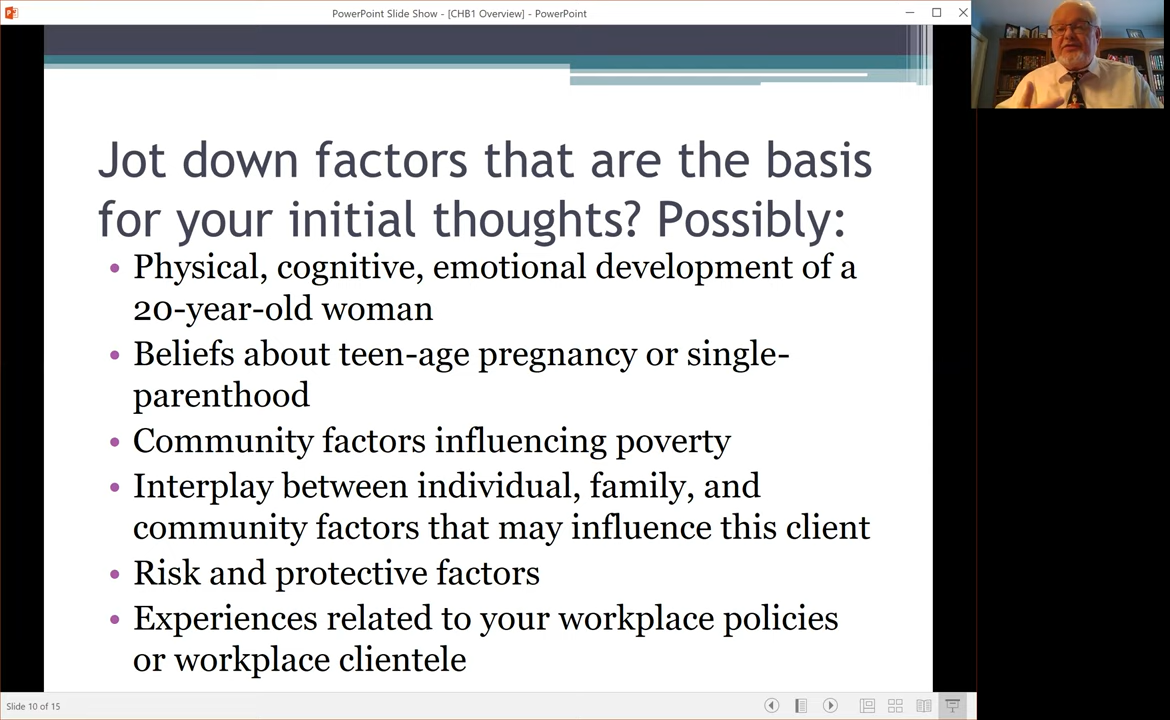 PowerPoint Slide Show - [CHB1 Overview] - PowerPoint
Jot down factors that are the basis
for your initial thoughts? Possibly:
• Physical, cognitive, emotional development of a
20-year-old woman
• Beliefs about teen-age pregnancy or single-
parenthood
• Community factors influencing poverty
• Interplay between individual, family, and
community factors that may influence this client
• Risk and protective factors
• Experiences related to your workplace policies
or workplace clientele
Slide 10 of 15